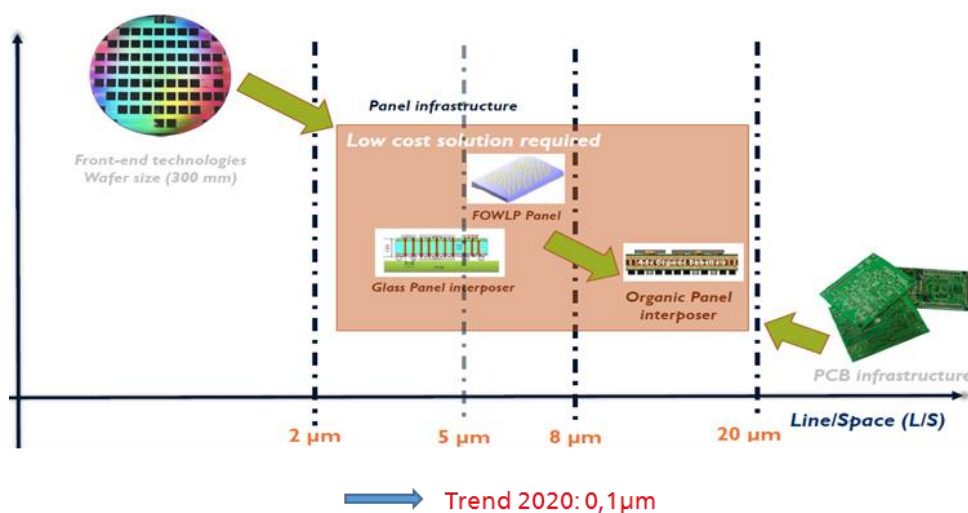 Panel infrastructure
Low cost solution required
Front-end technologies
Wafer size (300 mm)
FOWLP Panel
Glass Panel interposer
Organic Panel
interposer
PCB infrastructure
Line/Space (L/S)
2 µm
5 µm
8 µm
20 µm
Trend 2020: 0,1µm